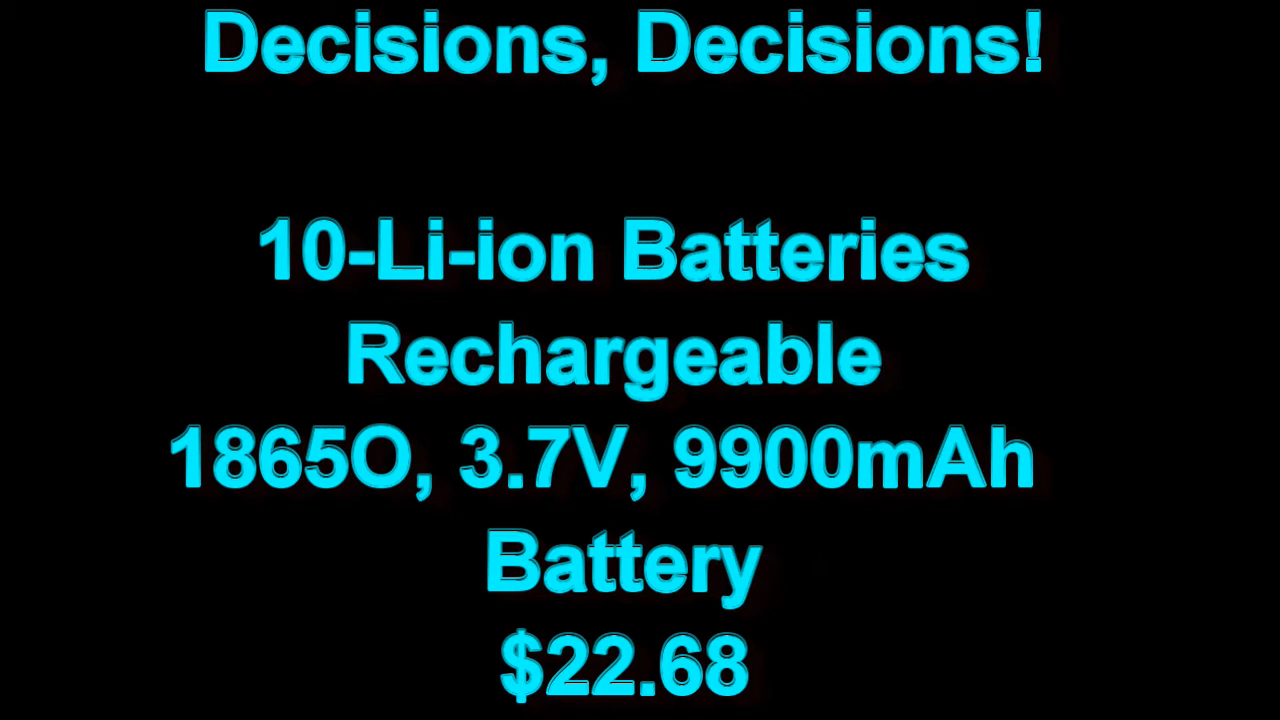 Decisions, Decisions!
10-Li-ion Batteries
Rechargeable
1865O, 3.7V, 9900mAh
Battery
$22.68